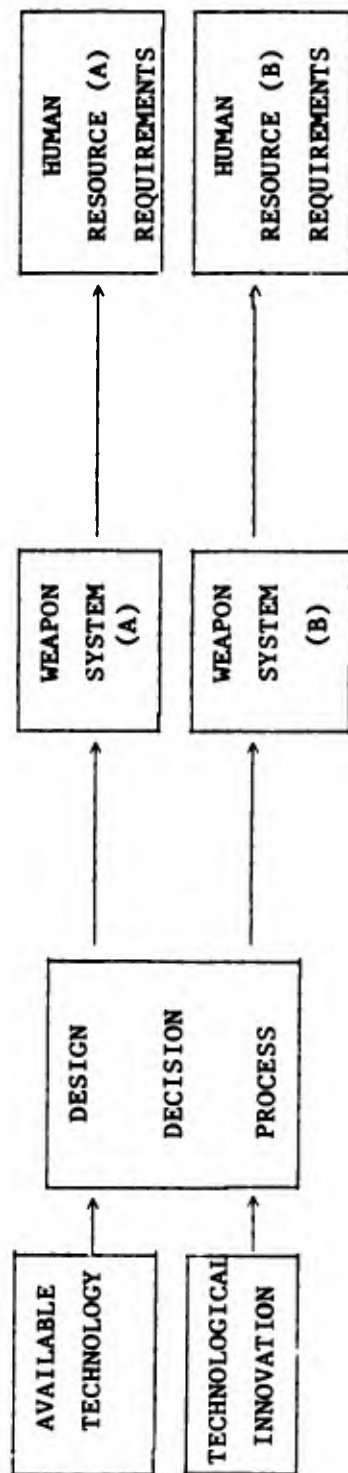 AVAILABLE
TECHNOLOGY
TECHNOLOGICAL
INNOVATION
DESIGN
DECISION
PROCESS
WEAPON
SYSTEM
(A)
WEAPON
SYSTEM
(B)
HUMAN
RESOURCE (A)
REQUIREMENTS
HUMAN
RESOURCE (B)
REQUIREMENTS